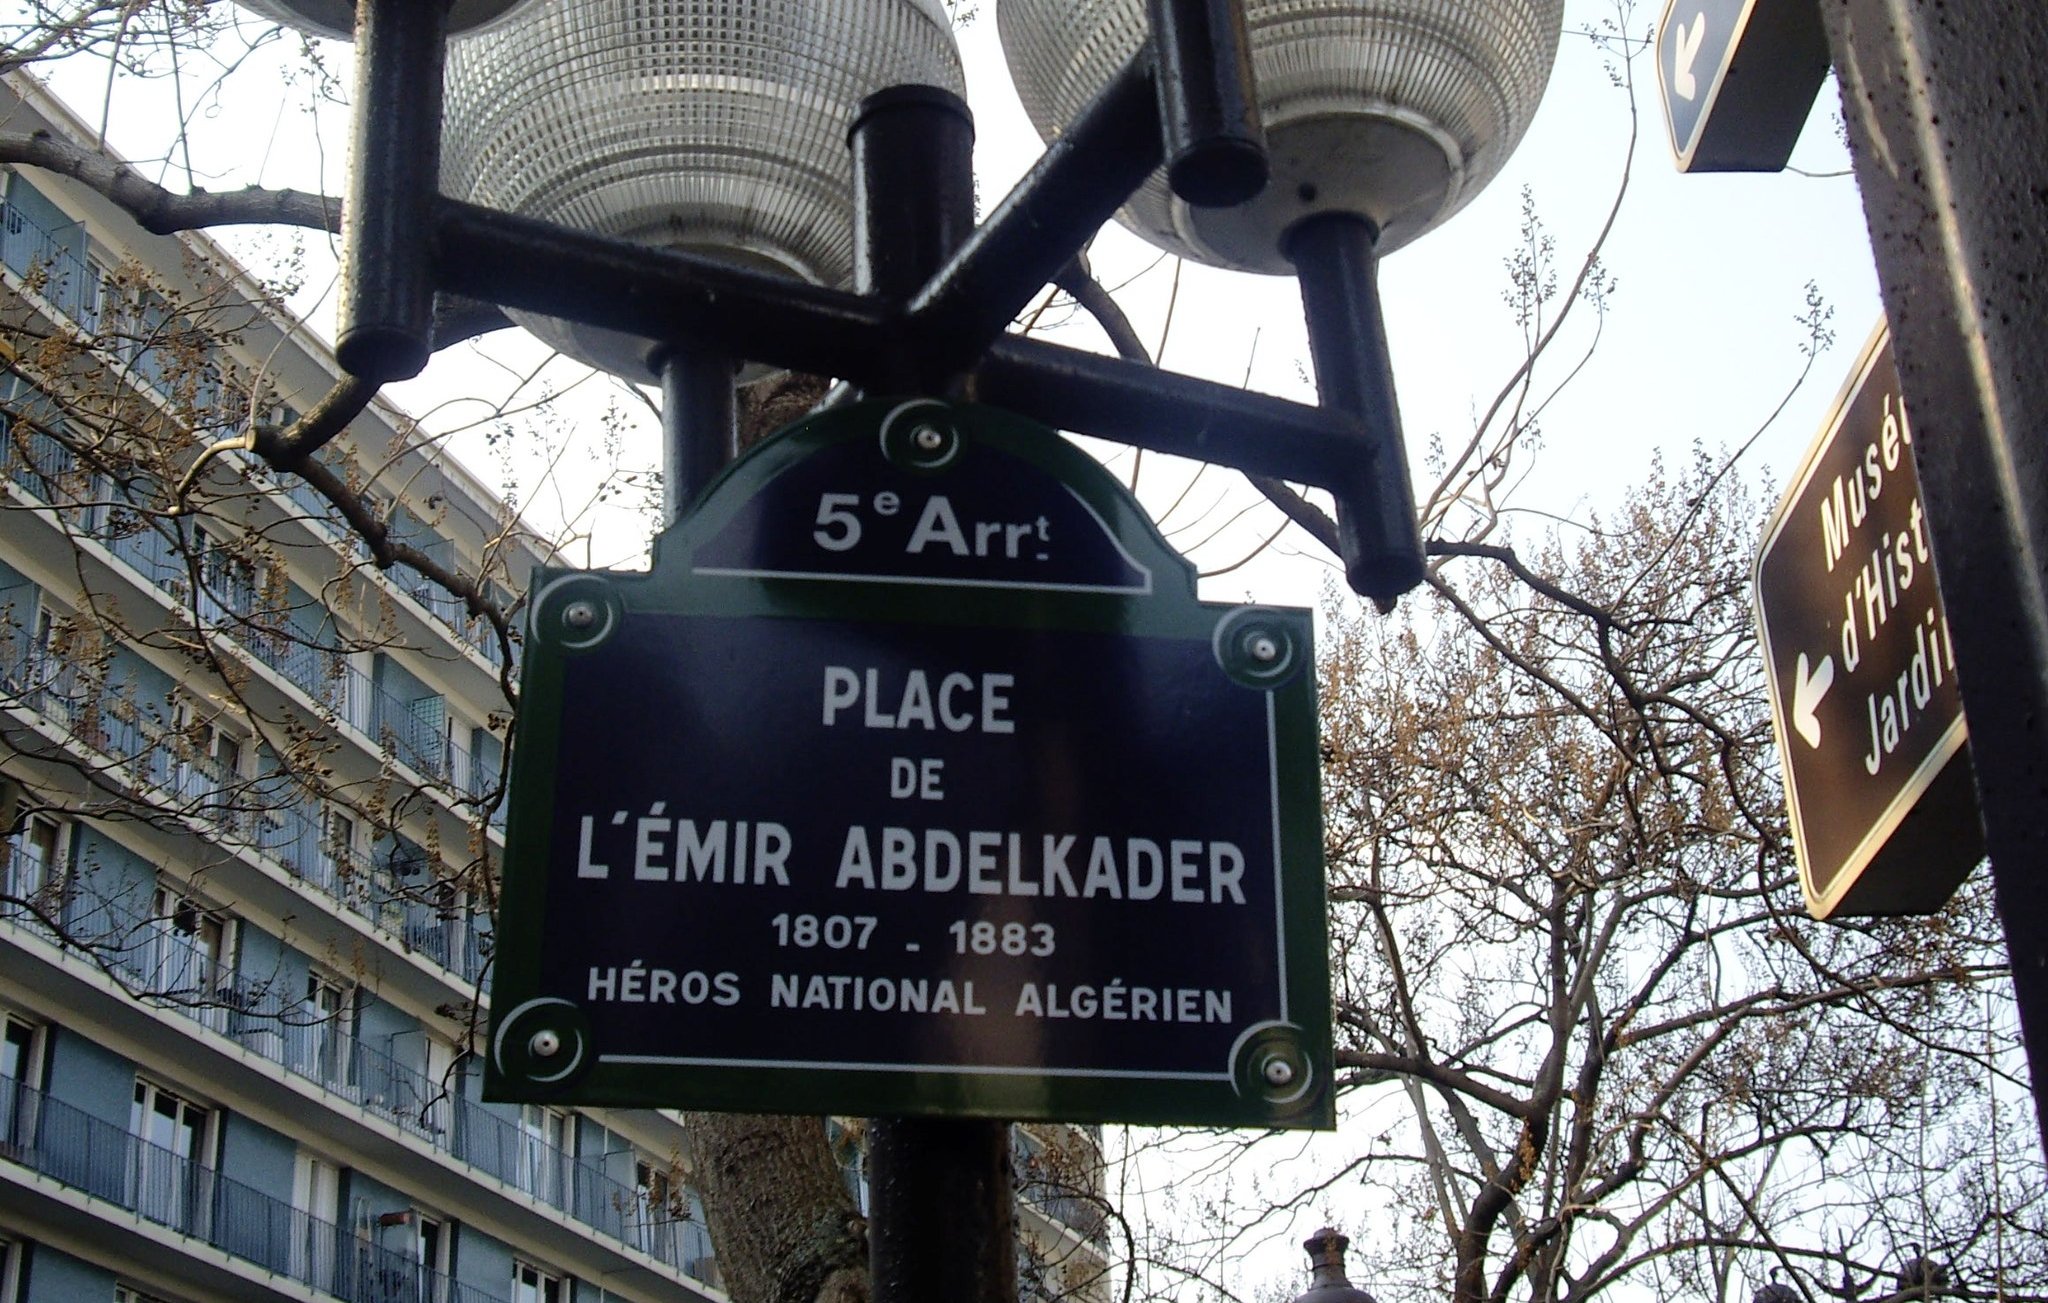 5e Arrt
PLACE
DE
L'ÉMIR ABDELKADER
1807 - 1883
HÉROS NATIONAL ALGÉRIEN